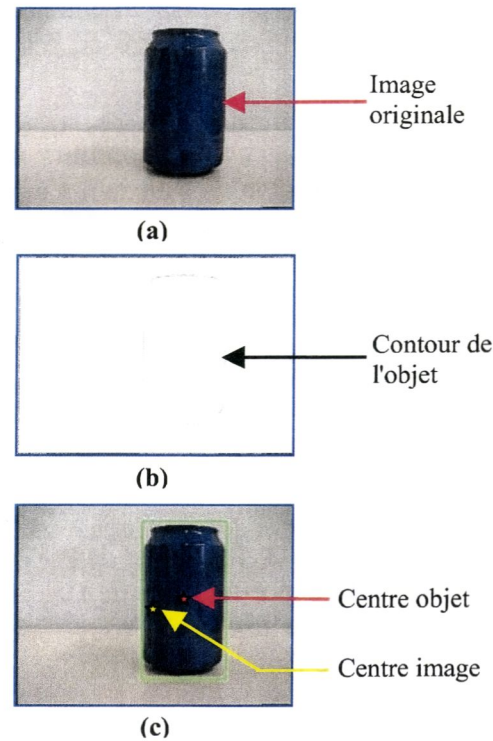 Image
originale
(a)
Contour de
l'objet
(b)
Centre objet
Centre image
(c)